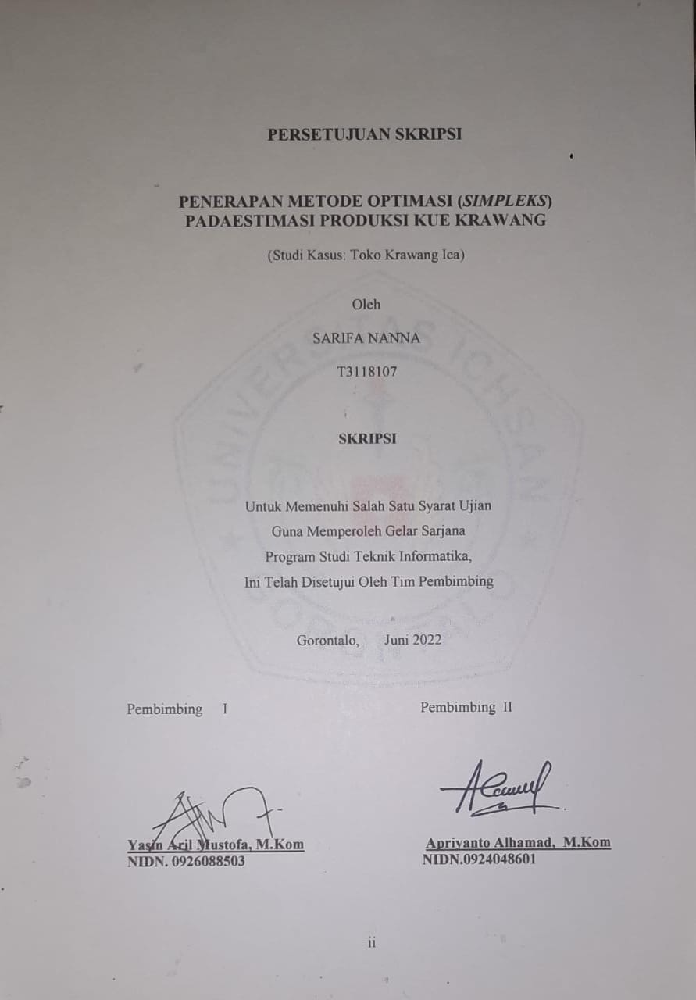 PERSETUJUAN SKRIPSI
PENERAPAN METODE OPTIMASI (SIMPLEKS)
PADAESTIMASI PRODUKSI KUE KRAWANG
(Studi Kasus: Toko Krawang Ica)
Oleh
SARIFA NANNA
T3118107
SKRIPSI
UNIVERSITAS ICHSAN
GORONTALO
Untuk Memenuhi Salah Satu Syarat Ujian
Guna Memperoleh Gelar Sarjana
Program Studi Teknik Informatika,
Ini Telah Disetujui Oleh Tim Pembimbing
Gorontalo, Juni 2022
Pembimbing I
Pembimbing II
Yasin Aril Mustofa, M.Kom
NIDN. 0926088503
Apriyanto Alhamad, M.Kom
NIDN.0924048601
ii